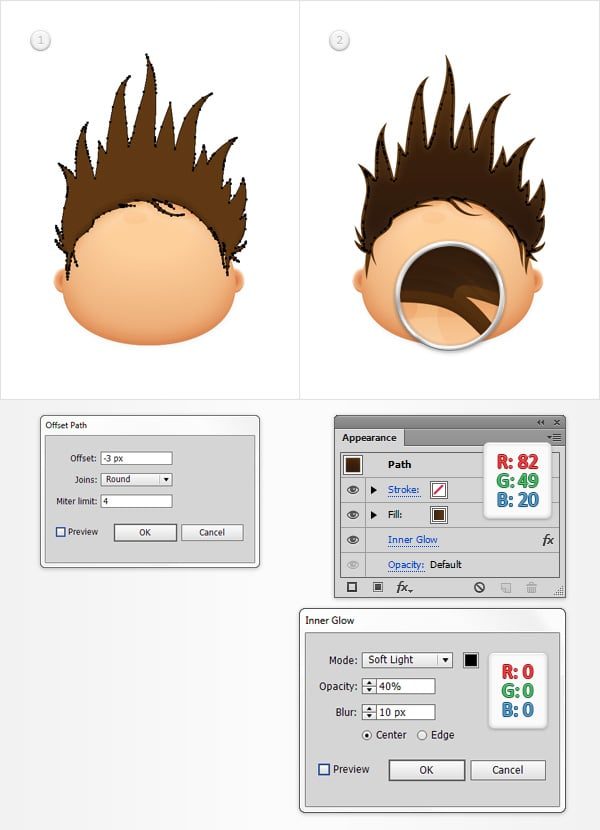 1
2
Offset Path
Offset: -3 px
Joins: Round
Miter limit: 4
Preview OK Cancel
Appearance
Path
Stroke:
Fill:
Inner Glow fx
Opacity: Default
fx
R: 82
G: 49
B: 20
Inner Glow
Mode: Soft Light
Opacity: 40%
Blur: 10 px
Center Edge
Preview OK Cancel
R: 0
G: 0
B: 0